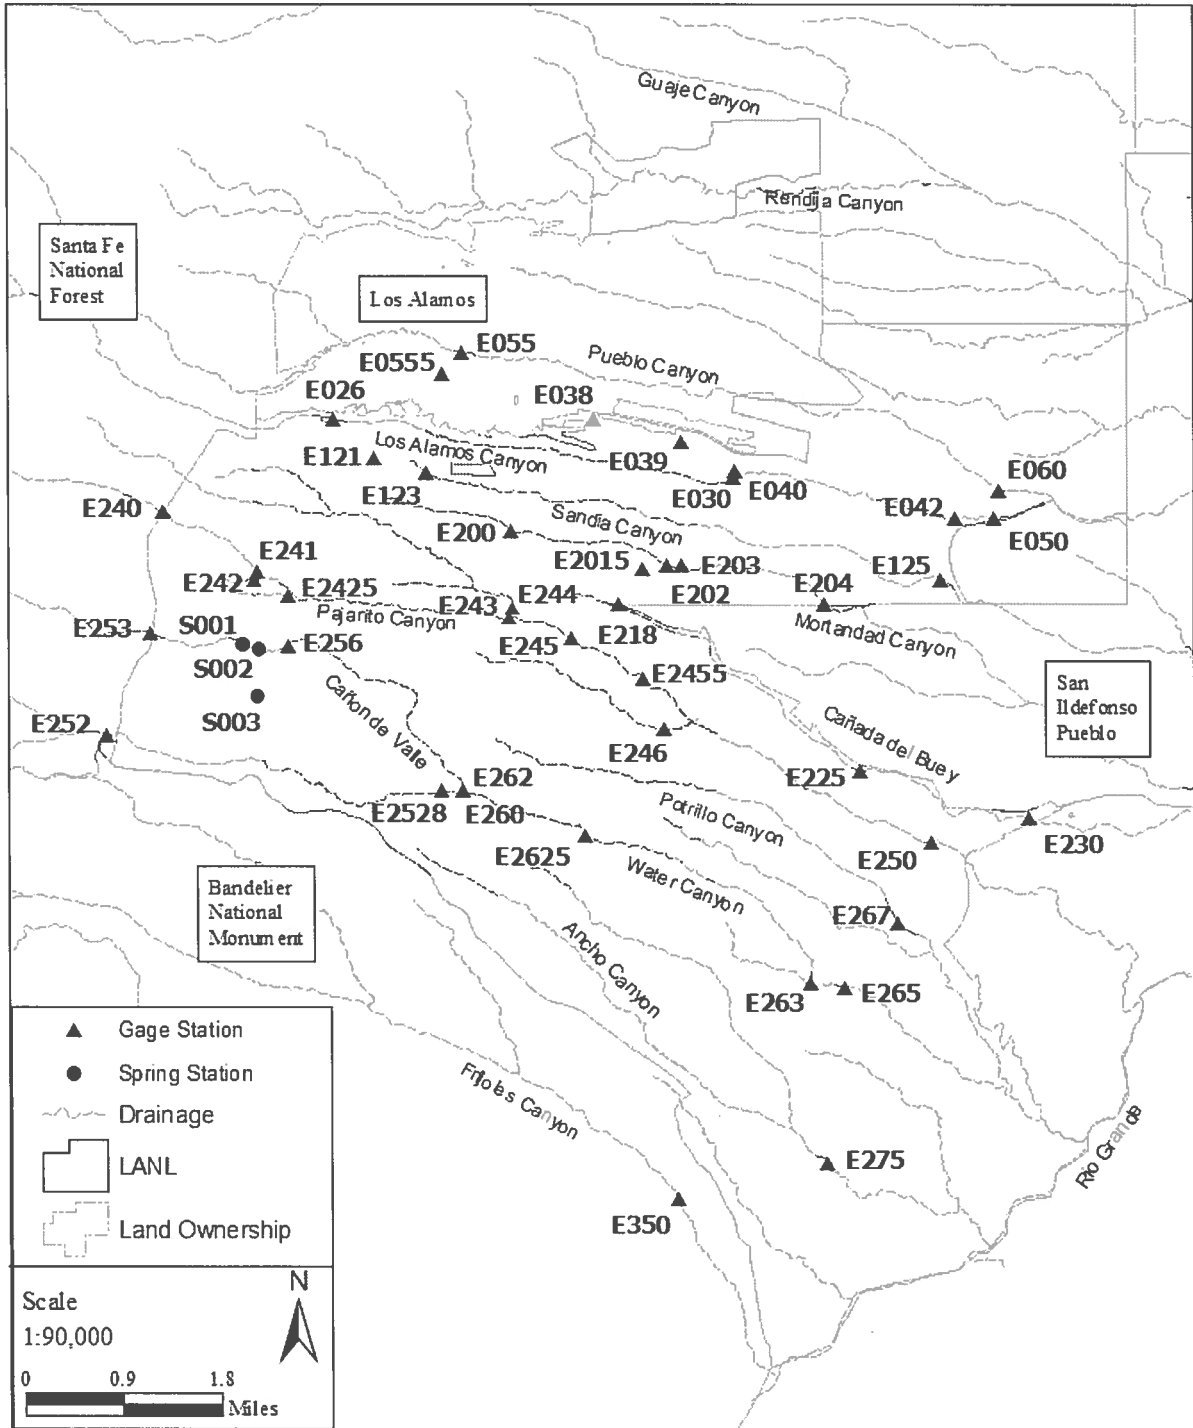 Guaje Canyon
Rendija Canyon
Santa Fe
National
Forest
Los Alamos
E055
E0555
Pueblo Canyon
E026
E038
Los Alamos Canyon
E121
E039
E123
E030
E040
E060
E240
Sandia Canyon
E042
E200
E050
E241
E2015
E203
E242
E2425
E202
E125
E204
E243
E244
Pajarito Canyon
E253
S001
E256
E245
E218
Mortandad Canyon
S002
E2455
San
Ildefonso
Pueblo
Cañon de Valle
S003
E252
Cañada del Buey
E246
E225
E262
E2528
E260
Potrillo Canyon
E230
E2625
E250
Water Canyon
Bandelier
National
Monument
E267
Ancho Canyon
E263
E265
Gage Station
Spring Station
Drainage
LANL
Land Ownership
Frijoles Canyon
Rio Grande
E275
E350
N
Scale
1:90,000
0 0.9 1.8
Miles